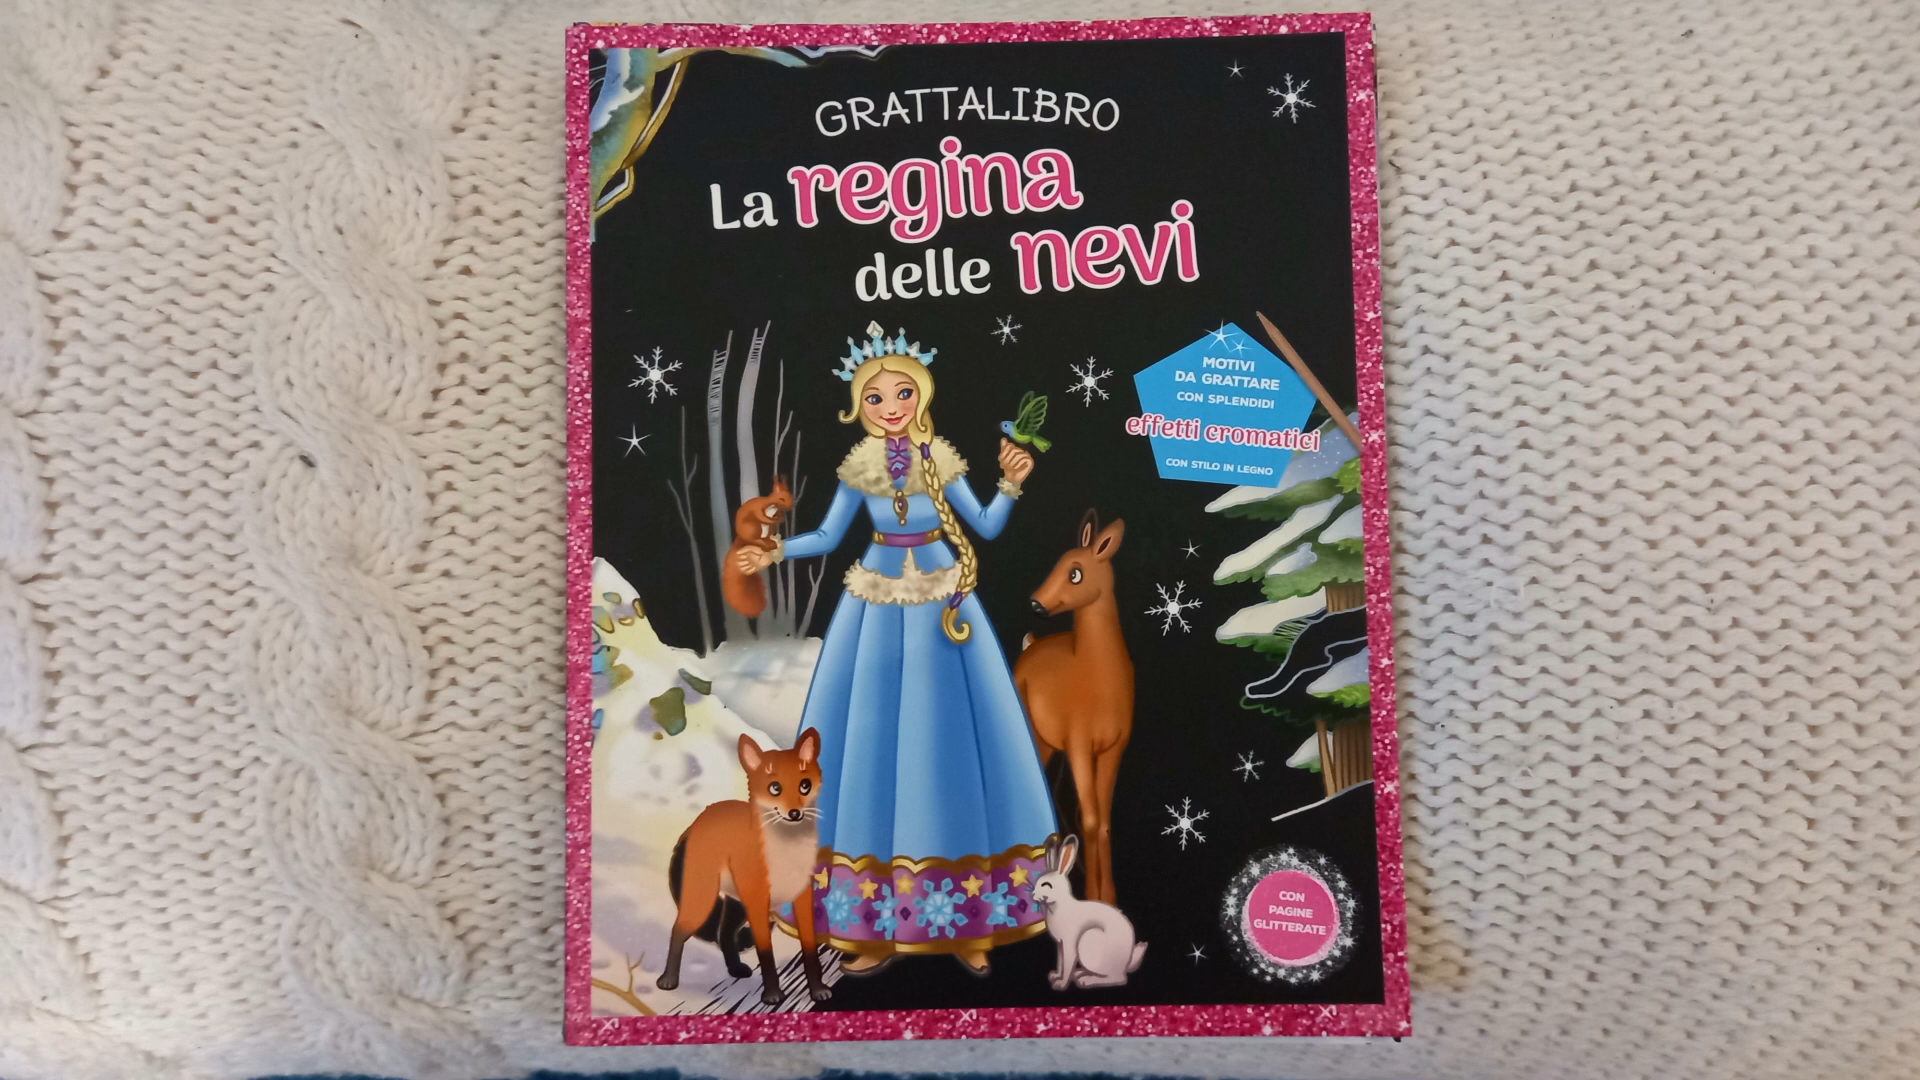 GRATTALIBRO
La regina
delle nevi
MOTIVI
DA GRATTARE
CON SPLENDIDI
effetti cromatici
CON STILO IN LEGNO
CON
PAGINE
GLITTERATE